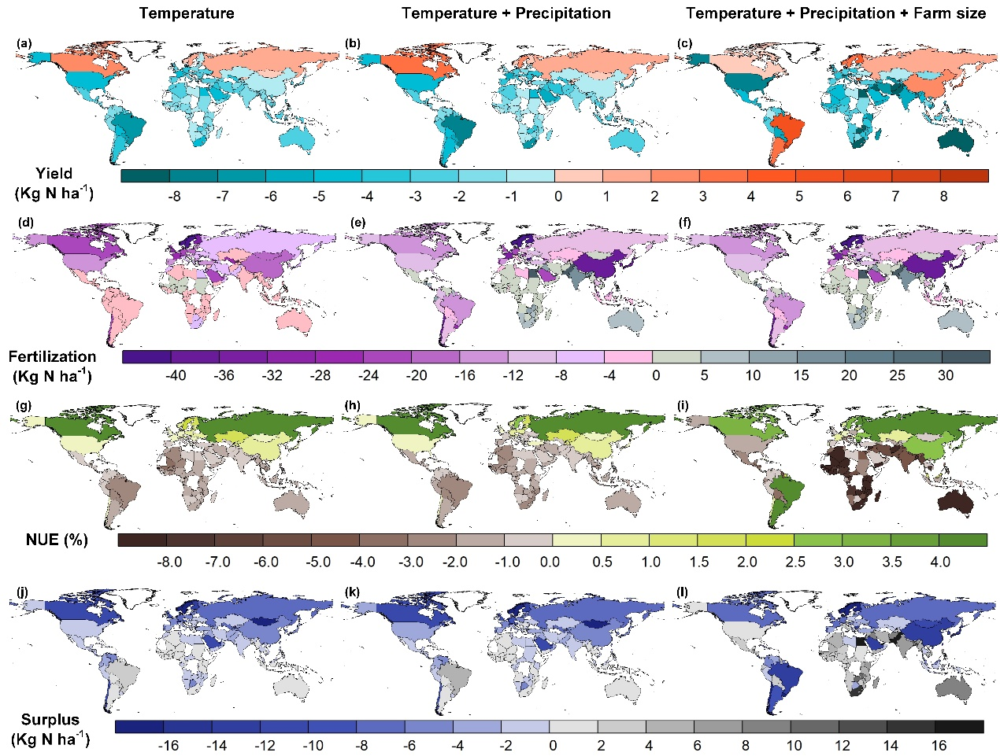 Temperature Temperature + Precipitation Temperature + Precipitation + Farm size
(a) (b) (c)
Yield
(Kg N ha-1)
-8 -7 -6 -5 -4 -3 -2 -1 0 1 2 3 4 5 6 7 8
(d) (e) (f)
Fertilization
(Kg N ha-1)
-40 -36 -32 -28 -24 -20 -16 -12 -8 -4 0 5 10 15 20 25 30
(g) (h) (i)
NUE (%)
-8.0 -7.0 -6.0 -5.0 -4.0 -3.0 -2.0 -1.0 0.0 0.5 1.0 1.5 2.0 2.5 3.0 3.5 4.0
(j) (k) (l)
Surplus
(Kg N ha-1)
-16 -14 -12 -10 -8 -6 -4 -2 0 2 4 6 8 10 12 14 16